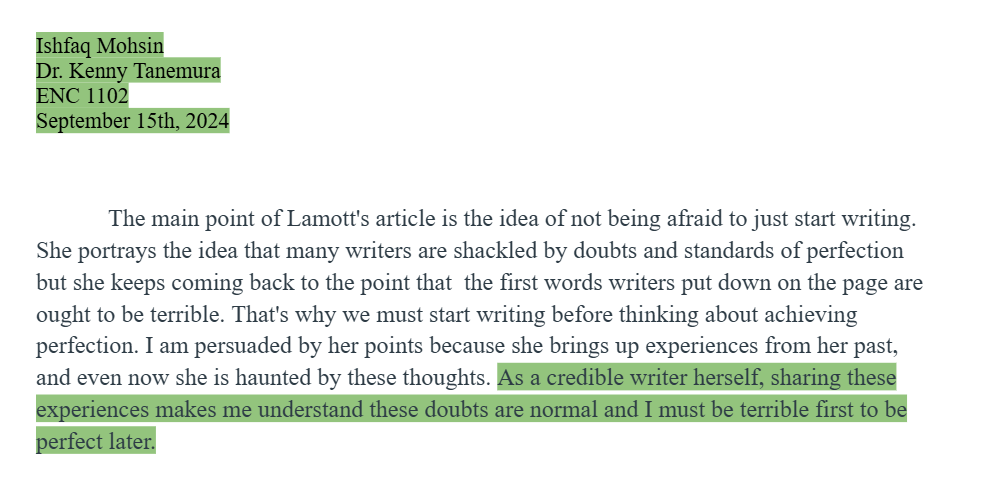 Ishfaq Mohsin
Dr. Kenny Tanemura
ENC 1102
September 15th, 2024
The main point of Lamott's article is the idea of not being afraid to just start writing.
She portrays the idea that many writers are shackled by doubts and standards of perfection
but she keeps coming back to the point that  the first words writers put down on the page are
ought to be terrible. That's why we must start writing before thinking about achieving
perfection. I am persuaded by her points because she brings up experiences from her past,
and even now she is haunted by these thoughts. As a credible writer herself, sharing these
experiences makes me understand these doubts are normal and I must be terrible first to be
perfect later.